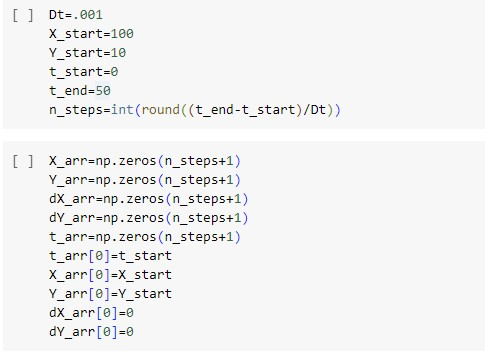 [ ] Dt=.001
X_start=100
Y_start=10
t_start=0
t_end=50
n_steps=int(round((t_end-t_start)/Dt))
[ ] X_arr=np.zeros(n_steps+1)
Y_arr=np.zeros(n_steps+1)
dX_arr=np.zeros(n_steps+1)
dY_arr=np.zeros(n_steps+1)
t_arr=np.zeros(n_steps+1)
t_arr[0]=t_start
X_arr[0]=X_start
Y_arr[0]=Y_start
dX_arr[0]=0
dY_arr[0]=0